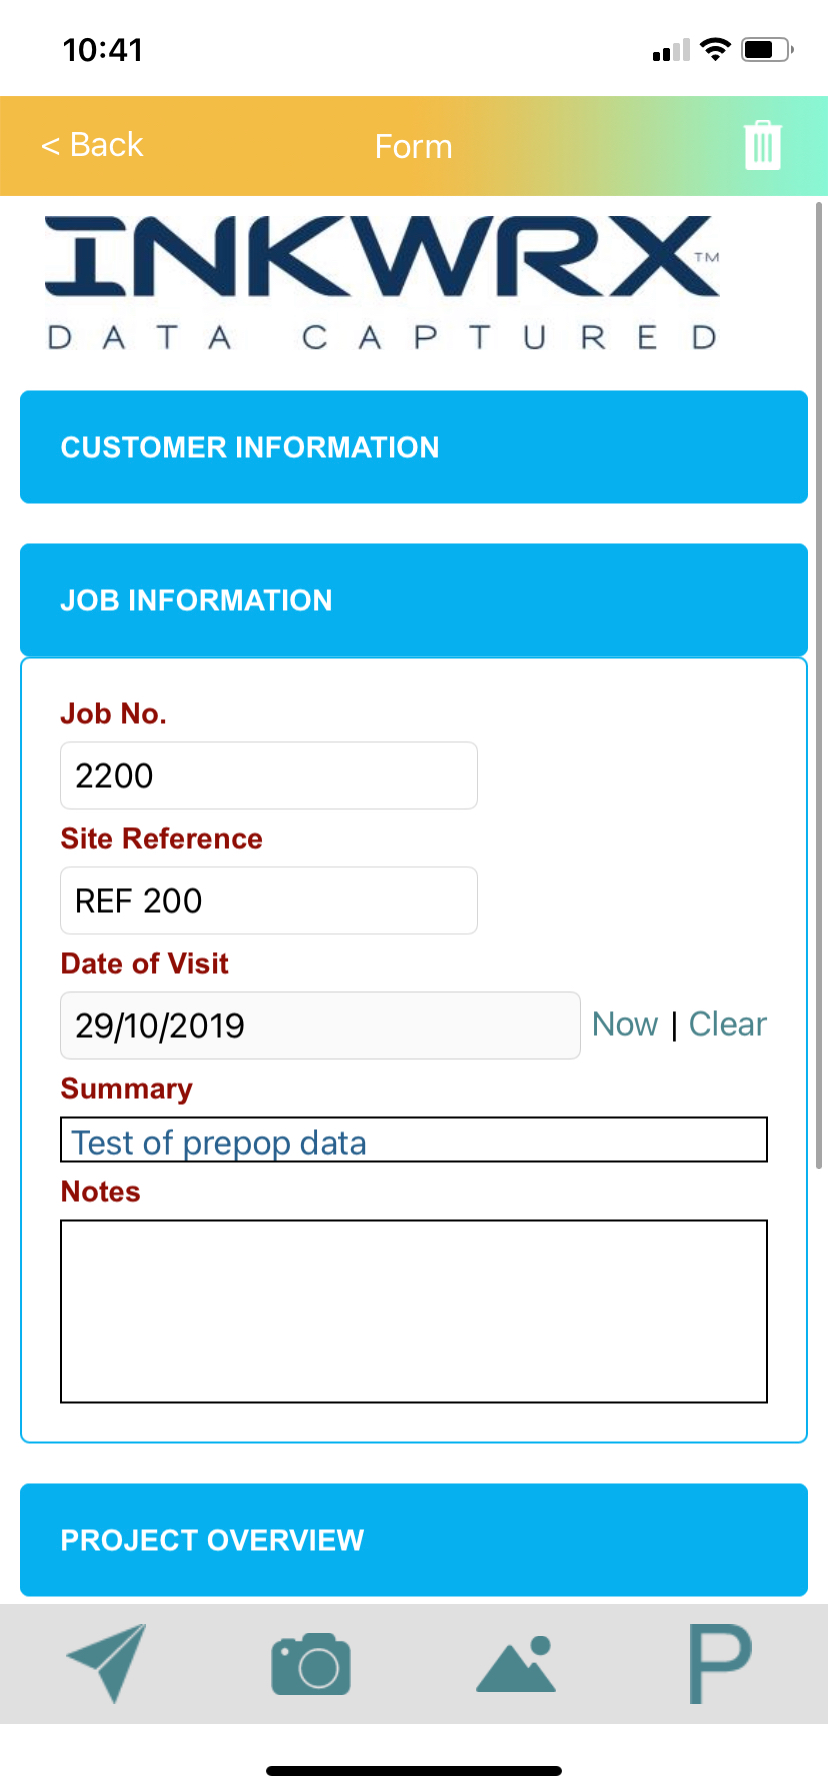 10:41
< Back
Form
INKWRX™
DATA CAPTURED
CUSTOMER INFORMATION
JOB INFORMATION
Job No.
2200
Site Reference
REF 200
Date of Visit
29/10/2019 Now | Clear
Summary
Test of prepop data
Notes
PROJECT OVERVIEW
P